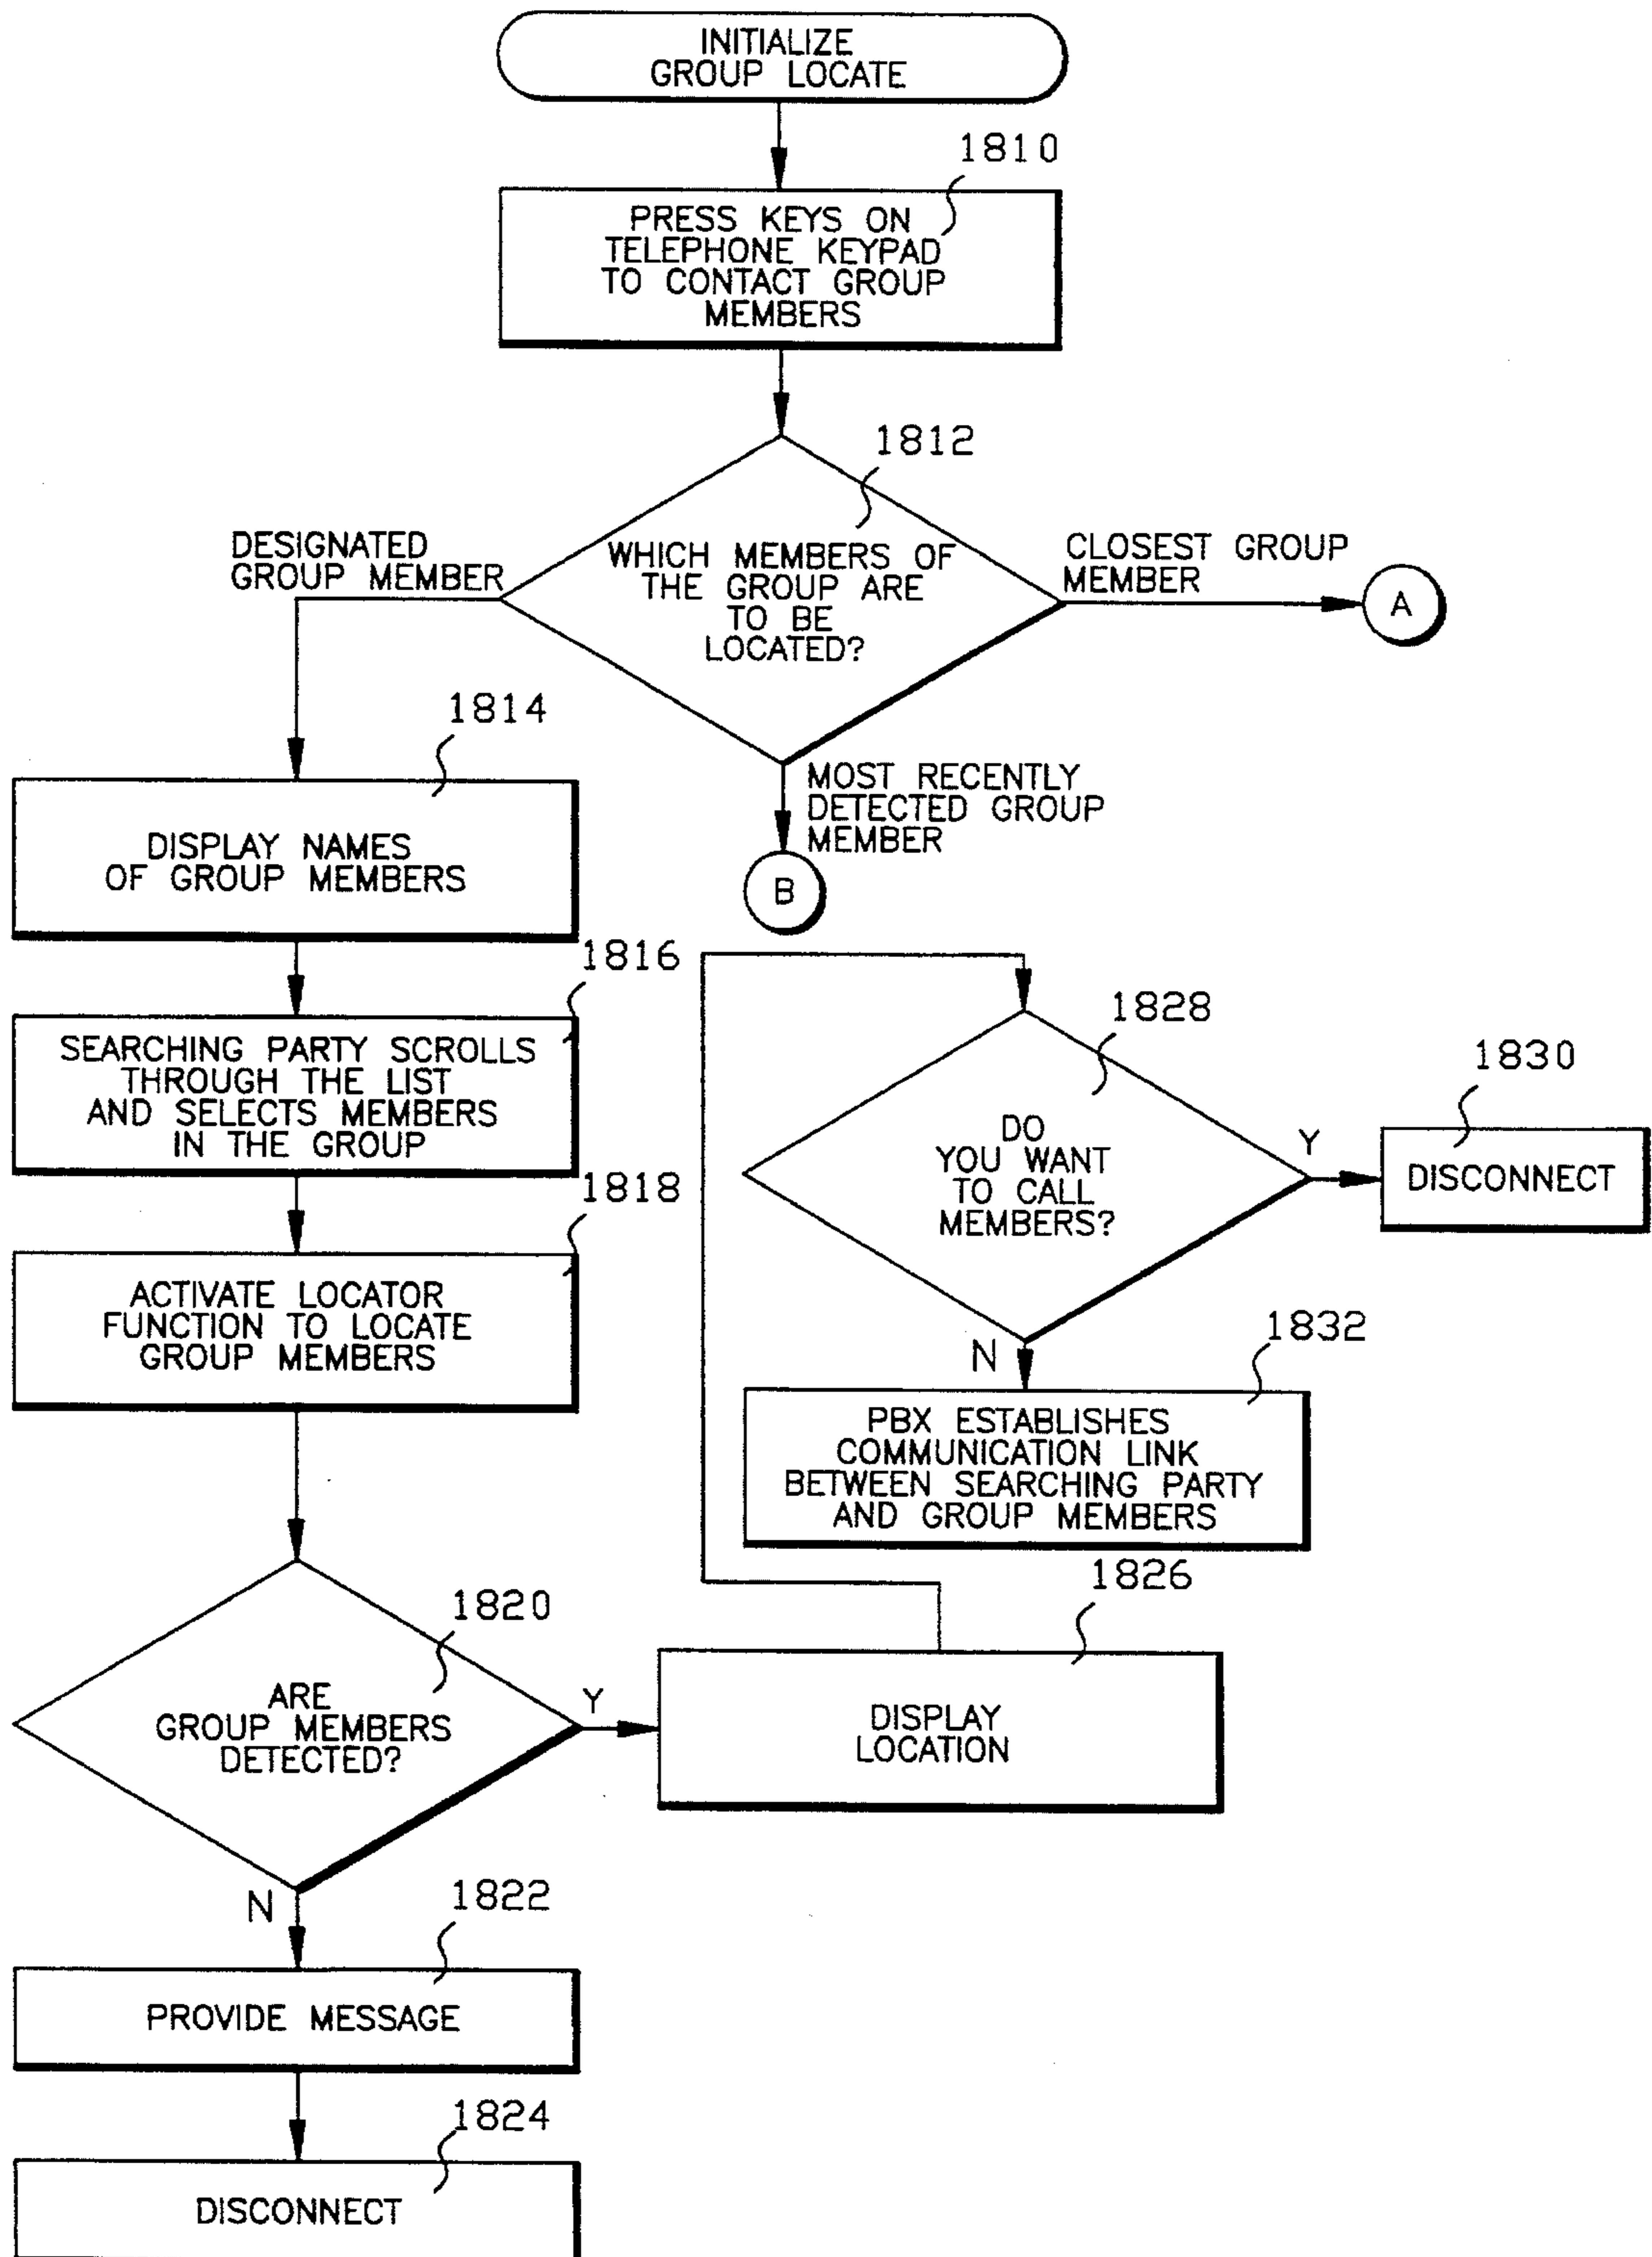 INITIALIZE
GROUP LOCATE
1810
PRESS KEYS ON
TELEPHONE KEYPAD
TO CONTACT GROUP
MEMBERS
1812
WHICH MEMBERS OF
THE GROUP ARE
TO BE
LOCATED?
DESIGNATED
GROUP MEMBER
CLOSEST GROUP
MEMBER
A
MOST RECENTLY
DETECTED GROUP
MEMBER
B
1814
DISPLAY NAMES
OF GROUP MEMBERS
1816
SEARCHING PARTY SCROLLS
THROUGH THE LIST
AND SELECTS MEMBERS
IN THE GROUP
1818
ACTIVATE LOCATOR
FUNCTION TO LOCATE
GROUP MEMBERS
1820
ARE
GROUP MEMBERS
DETECTED?
Y
N
1822
PROVIDE MESSAGE
1824
DISCONNECT
1826
DISPLAY
LOCATION
1828
DO
YOU WANT
TO CALL
MEMBERS?
Y
1830
DISCONNECT
N
1832
PBX ESTABLISHES
COMMUNICATION LINK
BETWEEN SEARCHING PARTY
AND GROUP MEMBERS